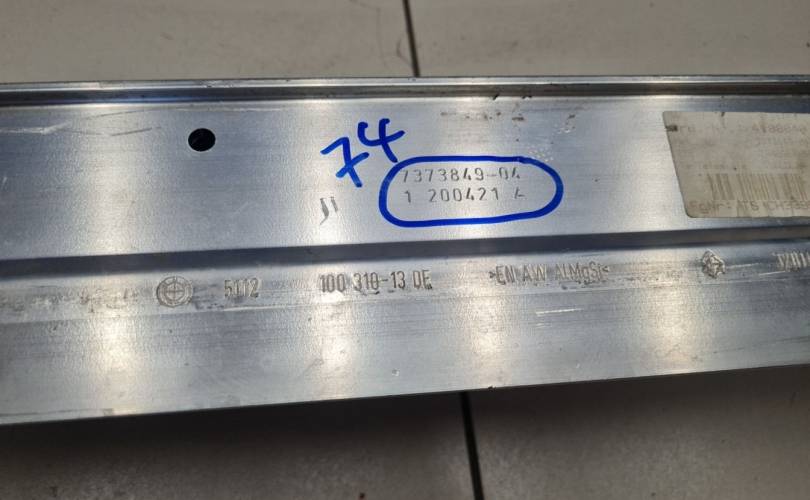 74
7373849-04
1 200421 A
5112 100 310-13 DE >EN AW AlMgSi<